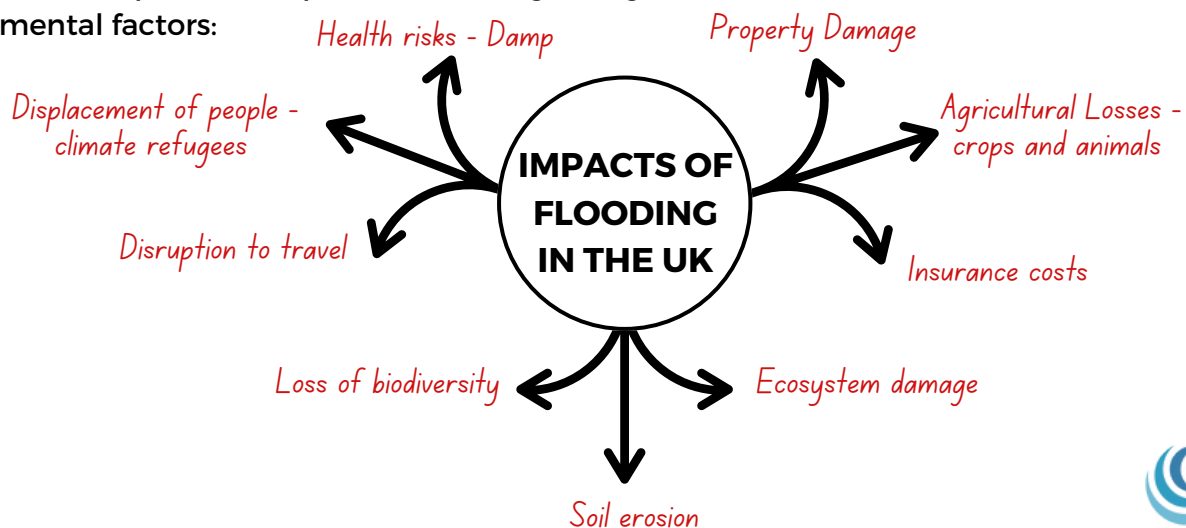 mental factors:
Health risks - Damp
Property Damage
Displacement of people -
climate refugees
Agricultural Losses -
crops and animals
IMPACTS OF
FLOODING
IN THE UK
Disruption to travel
Insurance costs
Loss of biodiversity
Ecosystem damage
Soil erosion